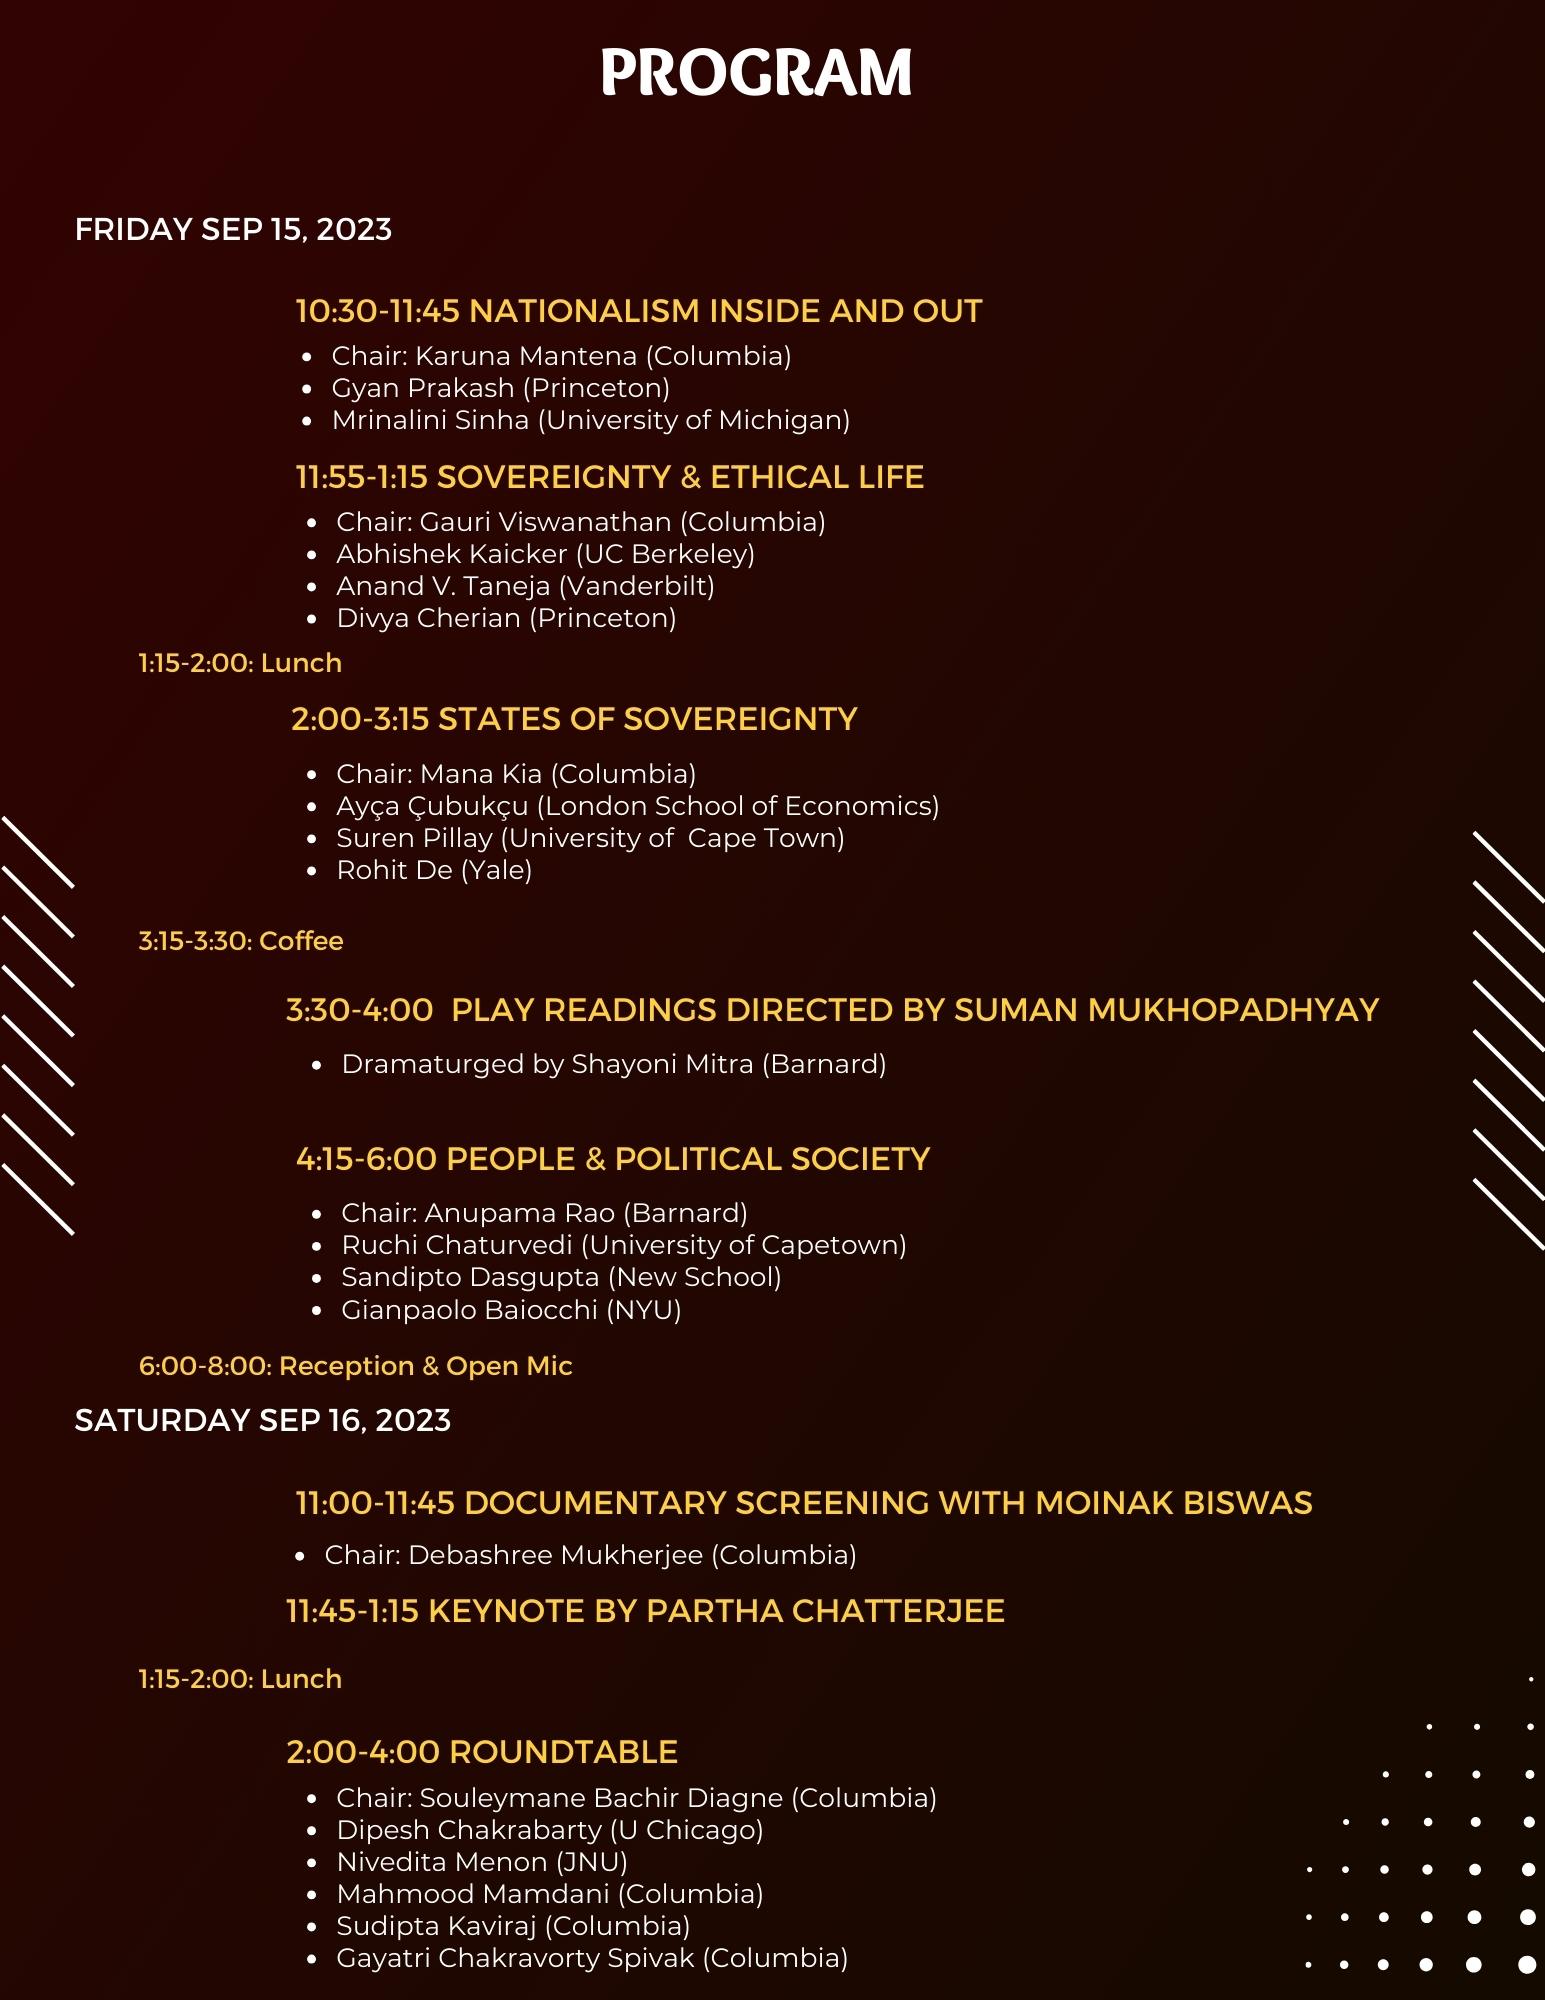 PROGRAM
FRIDAY SEP 15, 2023
10:30-11:45 NATIONALISM INSIDE AND OUT
• Chair: Karuna Mantena (Columbia)
• Gyan Prakash (Princeton)
• Mrinalini Sinha (University of Michigan)
11:55-1:15 SOVEREIGNTY & ETHICAL LIFE
• Chair: Gauri Viswanathan (Columbia)
• Abhishek Kaicker (UC Berkeley)
• Anand V. Taneja (Vanderbilt)
• Divya Cherian (Princeton)
1:15-2:00: Lunch
2:00-3:15 STATES OF SOVEREIGNTY
• Chair: Mana Kia (Columbia)
• Ayça Çubukçu (London School of Economics)
• Suren Pillay (University of  Cape Town)
• Rohit De (Yale)
3:15-3:30: Coffee
3:30-4:00  PLAY READINGS DIRECTED BY SUMAN MUKHOPADHYAY
• Dramaturged by Shayoni Mitra (Barnard)
4:15-6:00 PEOPLE & POLITICAL SOCIETY
• Chair: Anupama Rao (Barnard)
• Ruchi Chaturvedi (University of Capetown)
• Sandipto Dasgupta (New School)
• Gianpaolo Baiocchi (NYU)
6:00-8:00: Reception & Open Mic
SATURDAY SEP 16, 2023
11:00-11:45 DOCUMENTARY SCREENING WITH MOINAK BISWAS
• Chair: Debashree Mukherjee (Columbia)
11:45-1:15 KEYNOTE BY PARTHA CHATTERJEE
1:15-2:00: Lunch
2:00-4:00 ROUNDTABLE
• Chair: Souleymane Bachir Diagne (Columbia)
• Dipesh Chakrabarty (U Chicago)
• Nivedita Menon (JNU)
• Mahmood Mamdani (Columbia)
• Sudipta Kaviraj (Columbia)
• Gayatri Chakravorty Spivak (Columbia)